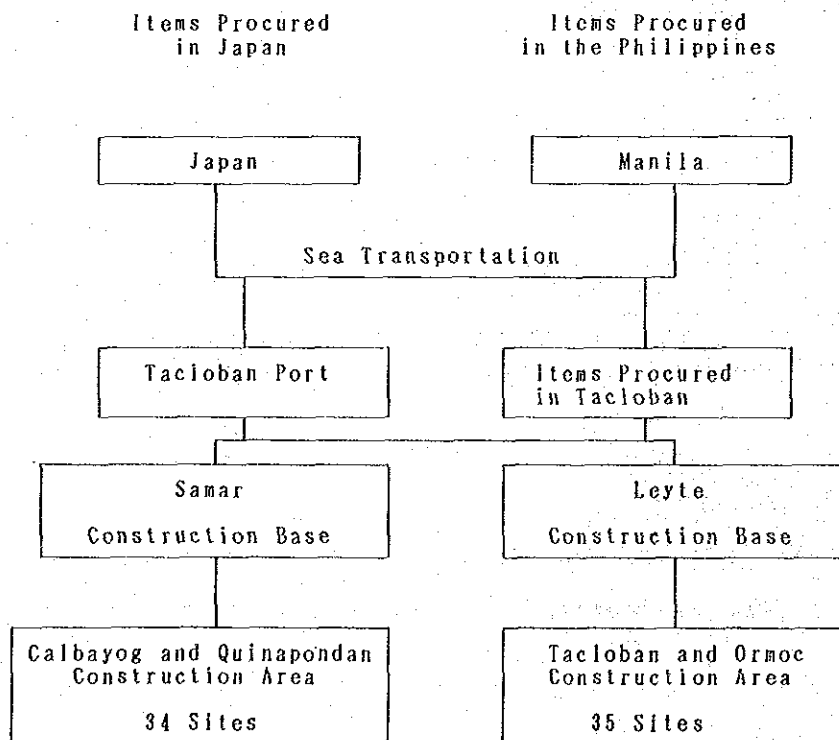 Items Procured
in Japan
Items Procured
in the Philippines
Japan
Manila
Sea Transportation
Tacloban Port
Items Procured
in Tacloban
Samar
Construction Base
Leyte
Construction Base
Calbayog and Quinapondan
Construction Area
34 Sites
Tacloban and Ormoc
Construction Area
35 Sites